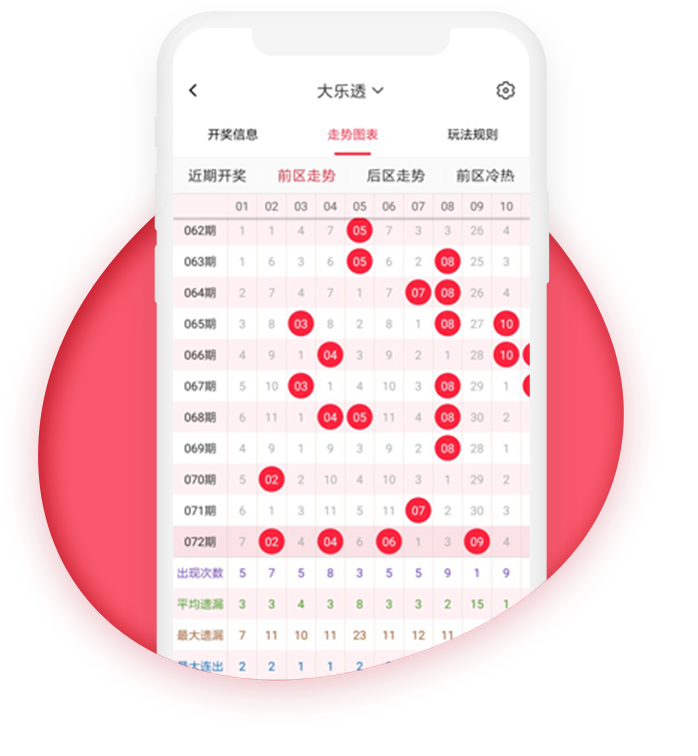 大乐透
开奖信息 走势图表 玩法规则
近期开奖 前区走势 后区走势 前区冷热
01 02 03 04 05 06 07 08 09 10
062期 1 1 4 7 05 7 3 3 26 4
063期 1 6 3 6 05 6 2 08 25 3
064期 2 7 4 7 1 7 07 08 26 4
065期 3 8 03 8 2 8 1 08 27 10
066期 4 9 1 04 3 9 2 1 28 10
067期 5 10 03 1 4 10 3 08 29 1
068期 6 11 1 04 05 11 4 08 30 2
069期 4 9 1 9 3 9 2 08 28 1
070期 5 02 2 10 4 10 3 1 29 2
071期 6 1 3 11 5 11 07 2 30 3
072期 7 02 4 04 6 06 1 3 09 4
出现次数 5 7 5 8 3 5 5 9 1 9
平均遗漏 3 3 4 3 8 3 3 2 15 1
最大遗漏 7 11 10 11 23 11 12 11
最大连出 2 2 1 1 2